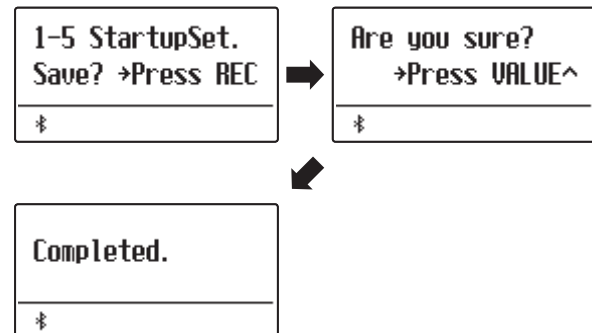 1-5 StartupSet.
Save? →Press REC
Are you sure?
→Press VALUE^
Completed.